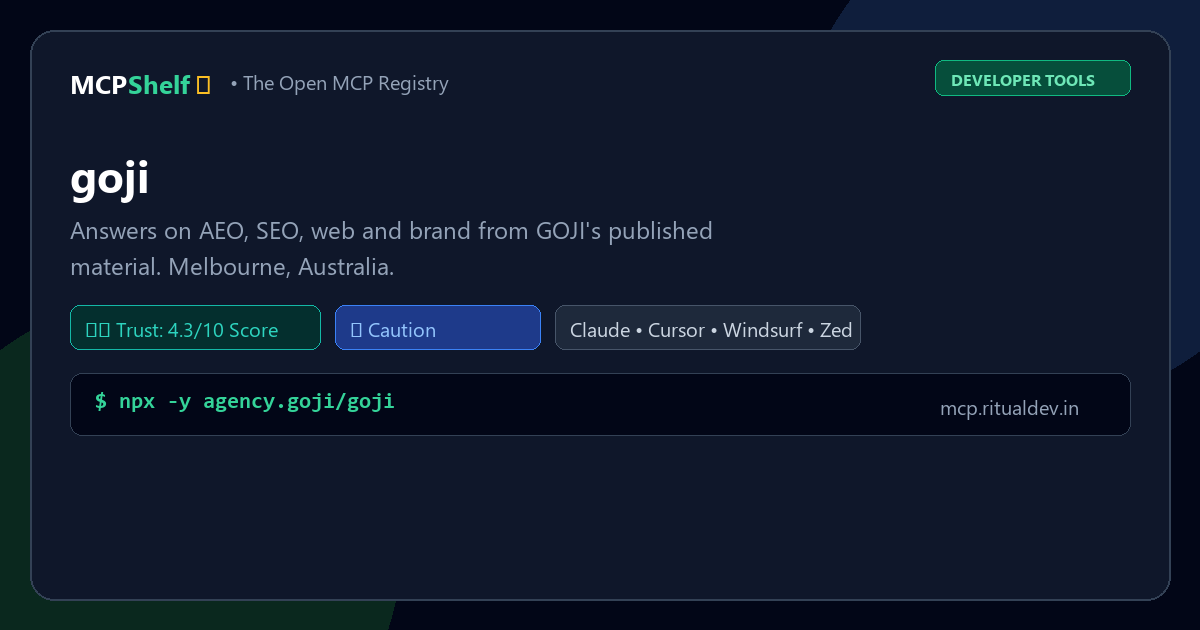 MCPShelf • The Open MCP Registry
DEVELOPER TOOLS
goji
Answers on AEO, SEO, web and brand from GOJI's published
material. Melbourne, Australia.
Trust: 4.3/10 Score
Caution
Claude • Cursor • Windsurf • Zed
$ npx -y agency.goji/goji
mcp.ritualdev.in